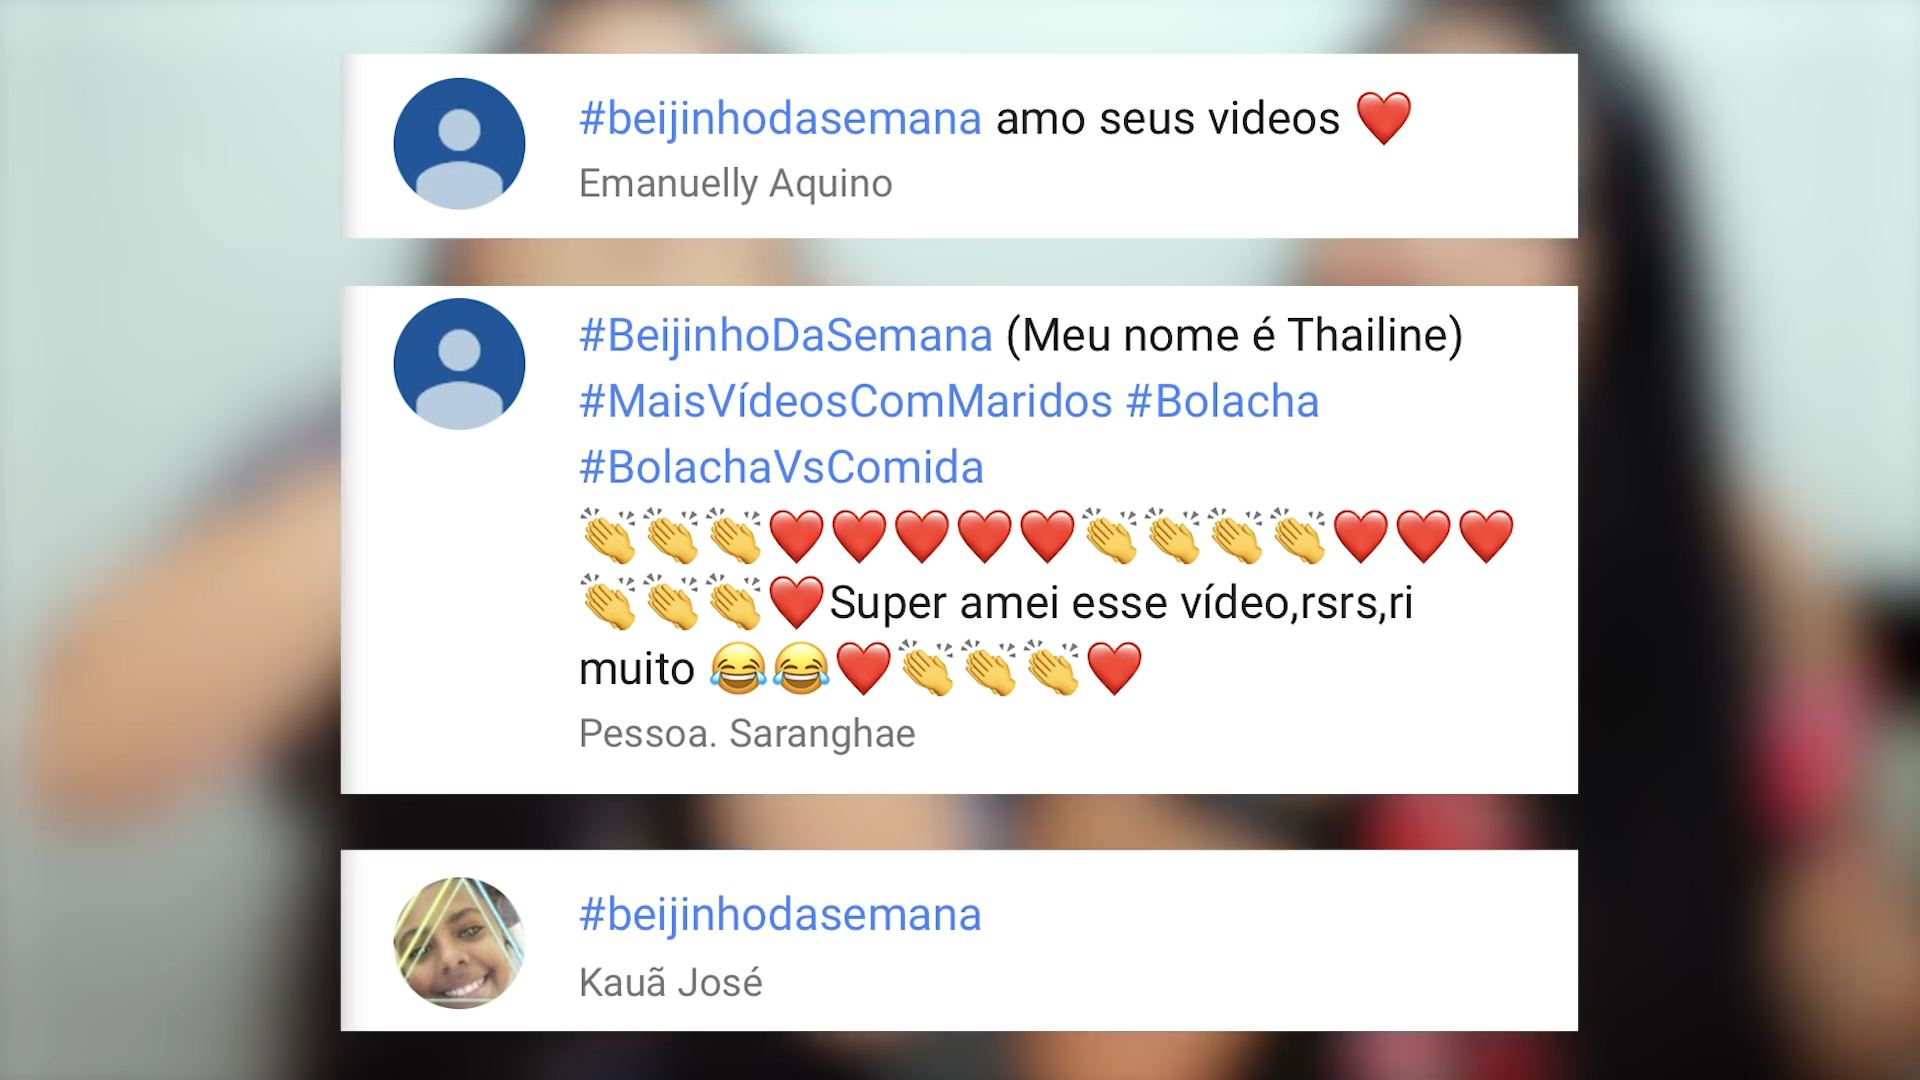 #beijinhodasemana amo seus videos ❤️
Emanuelly Aquino
#BeijinhoDaSemana (Meu nome é Thailine)
#MaisVídeosComMaridos #Bolacha
#BolachaVsComida
👏👏👏❤️❤️❤️❤️❤️👏👏👏👏❤️❤️❤️
👏👏👏❤️Super amei esse vídeo,rsrs,ri
muito 😂😂❤️👏👏👏❤️
Pessoa. Saranghae
#beijinhodasemana
Kauã José